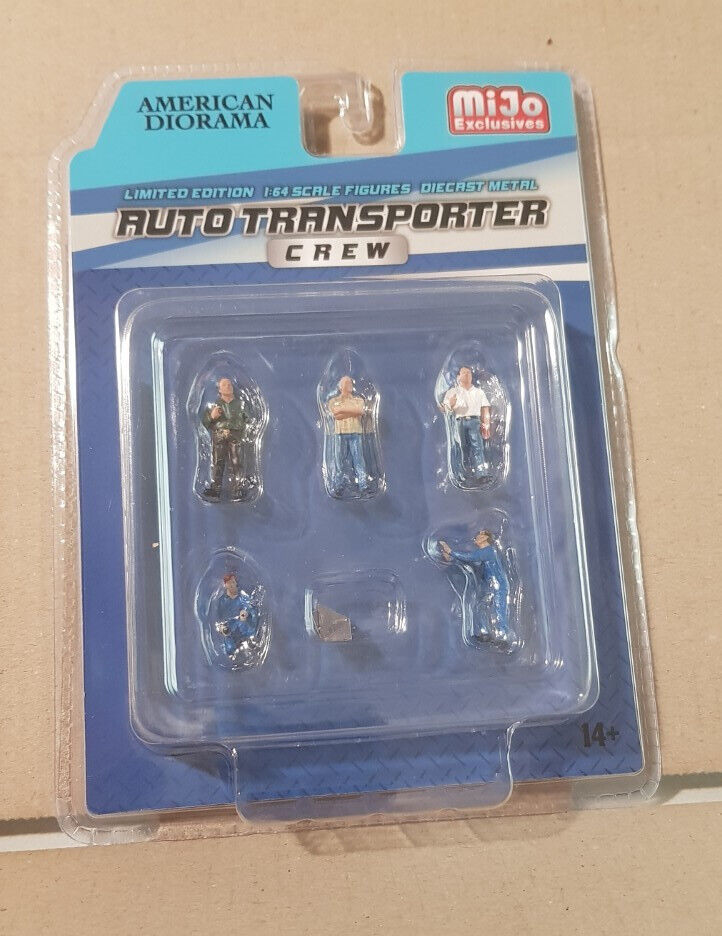 AMERICAN
DIORAMA
MiJo
Exclusives
LIMITED EDITION 1:64 SCALE FIGURES DIECAST METAL
AUTO TRANSPORTER
CREW
14+